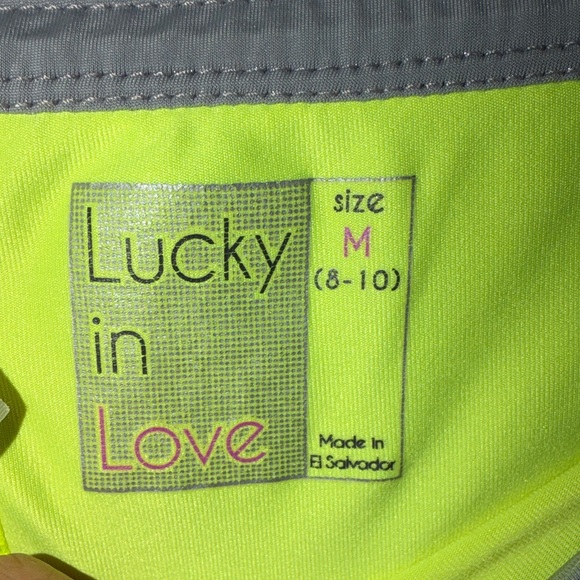 Lucky
in
Love
size
M
(8-10)
Made in
El Salvador